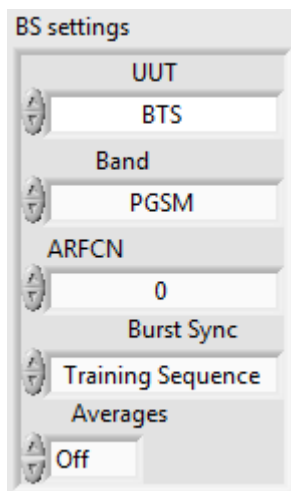 BS settings
UUT
BTS
Band
PGSM
ARFCN
0
Burst Sync
Training Sequence
Averages
Off